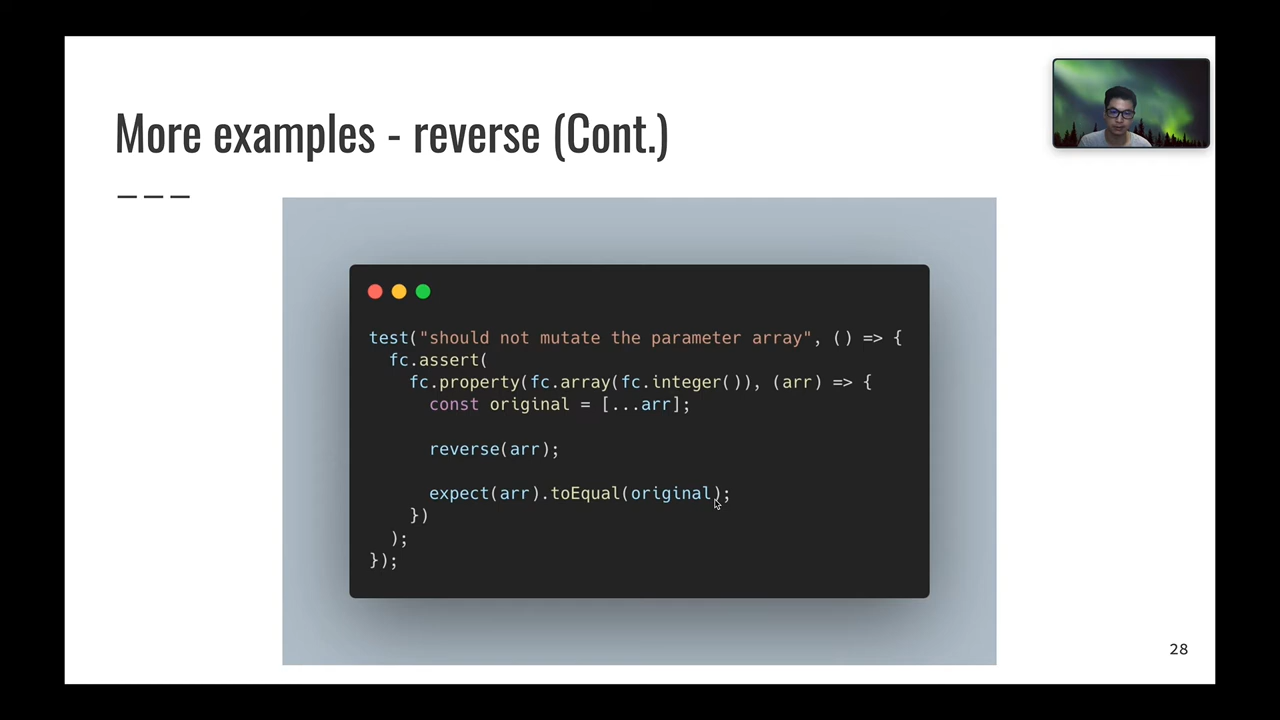 More examples - reverse (Cont.)
test("should not mutate the parameter array", () => {
  fc.assert(
    fc.property(fc.array(fc.integer()), (arr) => {
      const original = [...arr];
      reverse(arr);
      expect(arr).toEqual(original);
    })
  );
});
28